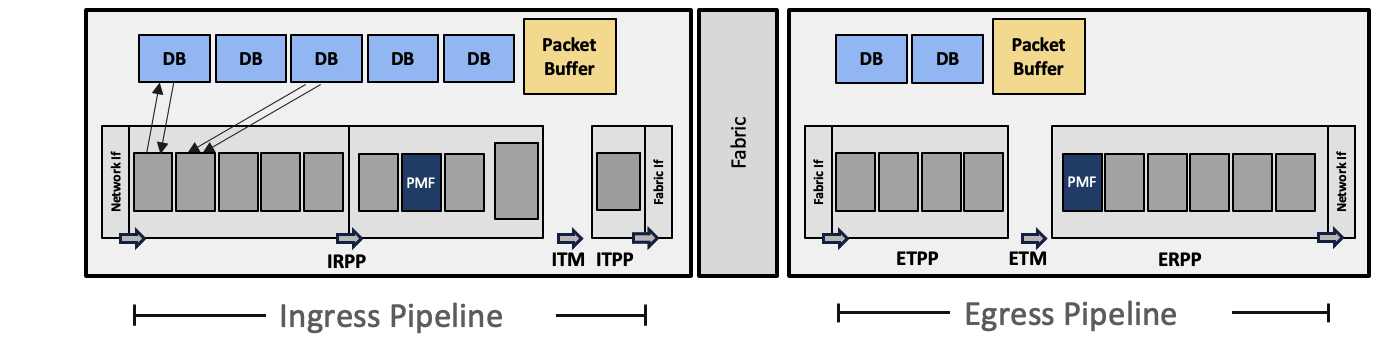 DB DB DB DB DB
Packet
Buffer
Network If
PMF
Fabric If
IRPP
ITM
ITPP
Fabric
DB DB
Packet
Buffer
Fabric If
PMF
Network If
ETPP
ETM
ERPP
Ingress Pipeline
Egress Pipeline